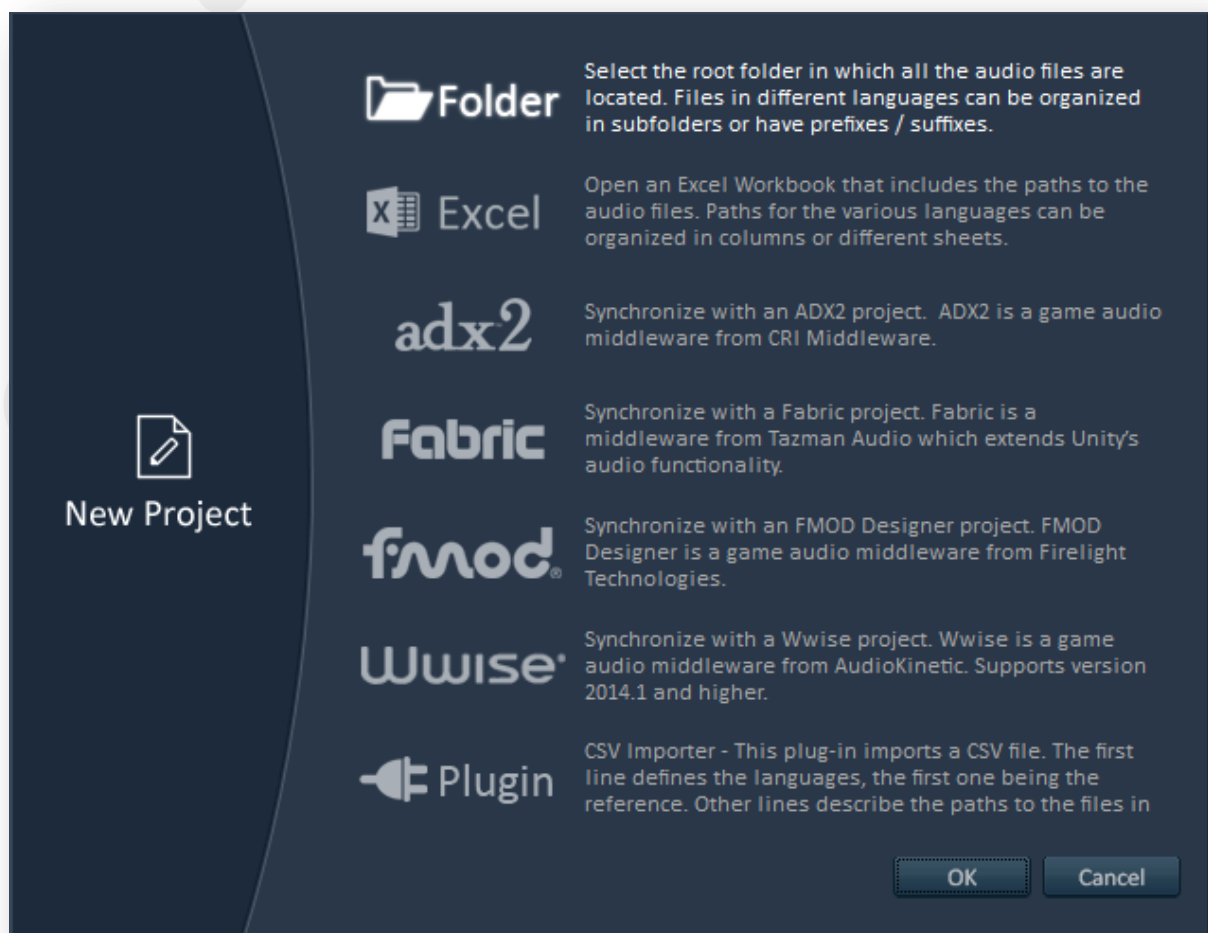 Folder
Select the root folder in which all the audio files are
located. Files in different languages can be organized
in subfolders or have prefixes / suffixes.
Excel
Open an Excel Workbook that includes the paths to the
audio files. Paths for the various languages can be
organized in columns or different sheets.
adx2
Synchronize with an ADX2 project.  ADX2 is a game audio
middleware from CRI Middleware.
Fabric
Synchronize with a Fabric project. Fabric is a
middleware from Tazman Audio which extends Unity’s
audio functionality.
New Project
fmod®
Synchronize with an FMOD Designer project. FMOD
Designer is a game audio middleware from Firelight
Technologies.
Wwise
Synchronize with a Wwise project. Wwise is a game
audio middleware from AudioKinetic. Supports version
2014.1 and higher.
Plugin
CSV Importer - This plug-in imports a CSV file. The first
line defines the languages, the first one being the
reference. Other lines describe the paths to the files in
OK
Cancel